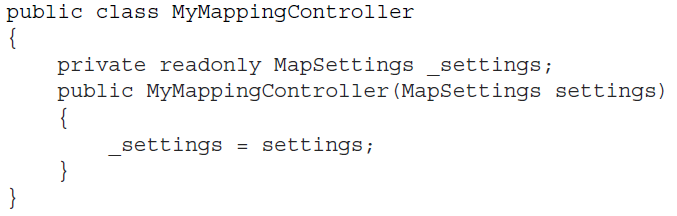 public class MyMappingController
{
    private readonly MapSettings _settings;
    public MyMappingController(MapSettings settings)
    {
        _settings = settings;
    }
}